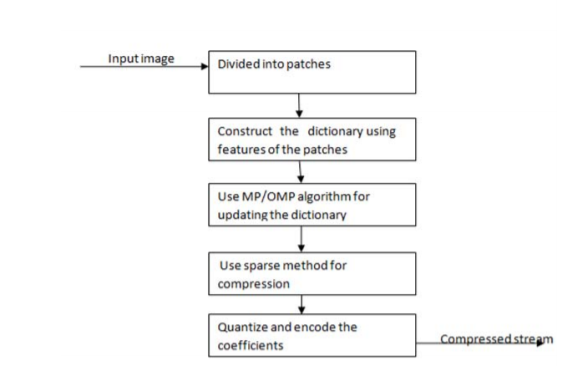 Input image
Divided into patches
Construct the dictionary using
features of the patches
Use MP/OMP algorithm for
updating the dictionary
Use sparse method for
compression
Quantize and encode the
coefficients
Compressed stream